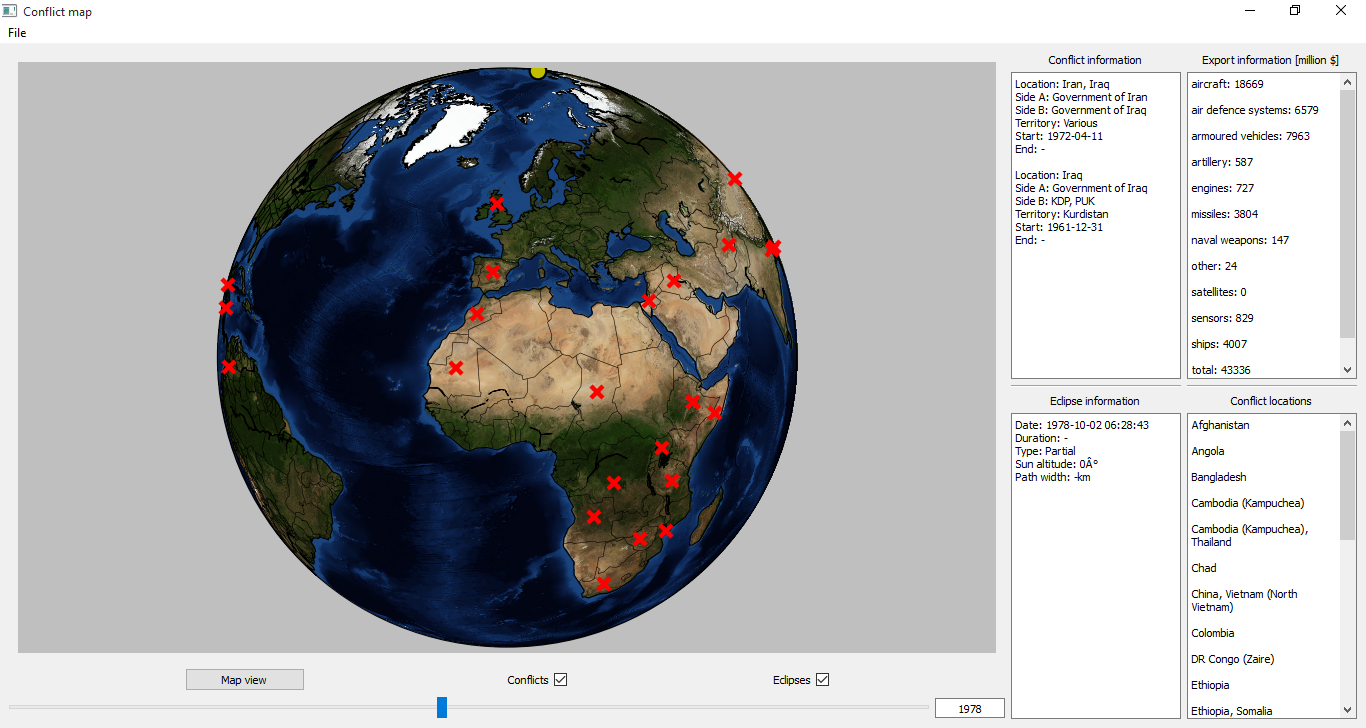 Conflict map
File
Conflict information
Location: Iran, Iraq
Side A: Government of Iran
Side B: Government of Iraq
Territory: Various
Start: 1972-04-11
End: -
Location: Iraq
Side A: Government of Iraq
Side B: KDP, PUK
Territory: Kurdistan
Start: 1961-12-31
End: -
Export information [million $]
aircraft: 18669
air defence systems: 6579
armoured vehicles: 7963
artillery: 587
engines: 727
missiles: 3804
naval weapons: 147
other: 24
satellites: 0
sensors: 829
ships: 4007
total: 43336
Eclipse information
Date: 1978-10-02 06:28:43
Duration: -
Type: Partial
Sun altitude: 0Â°
Path width: -km
Conflict locations
Afghanistan
Angola
Bangladesh
Cambodia (Kampuchea)
Cambodia (Kampuchea),
Thailand
Chad
China, Vietnam (North
Vietnam)
Colombia
DR Congo (Zaire)
Ethiopia
Ethiopia, Somalia
Map view
Conflicts
Eclipses
1978